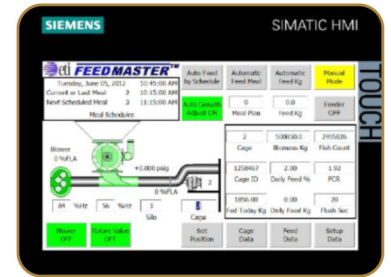 SIEMENS
SIMATIC HMI
TOUCH
eti FEEDMASTER™
Tuesday, June 05, 2012 10:45:00 AM
Current or Last Meal 2 10:15:00 AM
Next Scheduled Meal 3 11:15:00 AM
Meal Schedules
Auto Feed by Schedule
Automatic Feed Meal
Automatic Feed Kg
Manual Mode
Auto Growth Adjust ON
0
Meal Plan
0.0
Feed Kg
Feeder OFF
2
Cage
500050.0
Biomass Kg
2955826
Fish Count
1258467
Cage ID
2.00
Daily Feed %
1.92
FCR
1856.00
Fed Today Kg
0.00
Daily Feed Kg
20
Flush Sec
Blower
0 %FLA
+0.000 psig
0 %FLA
2
84 %Hz
56 %Hz
3
Silo
Cage
Blower OFF
Rotary Valve OFF
Set Position
Cage Data
Feed Data
Setup Data